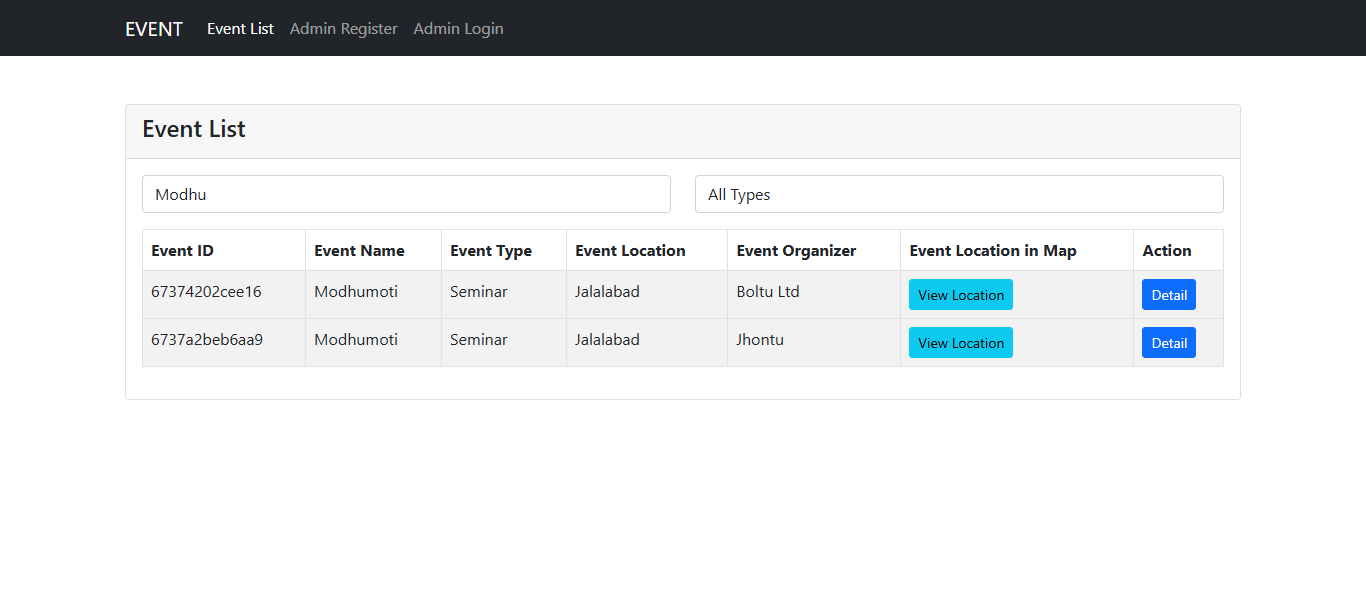 EVENT Event List Admin Register Admin Login
Event List
Modhu All Types
Event ID Event Name Event Type Event Location Event Organizer Event Location in Map Action
67374202cee16 Modhumoti Seminar Jalalabad Boltu Ltd View Location Detail
6737a2beb6aa9 Modhumoti Seminar Jalalabad Jhontu View Location Detail